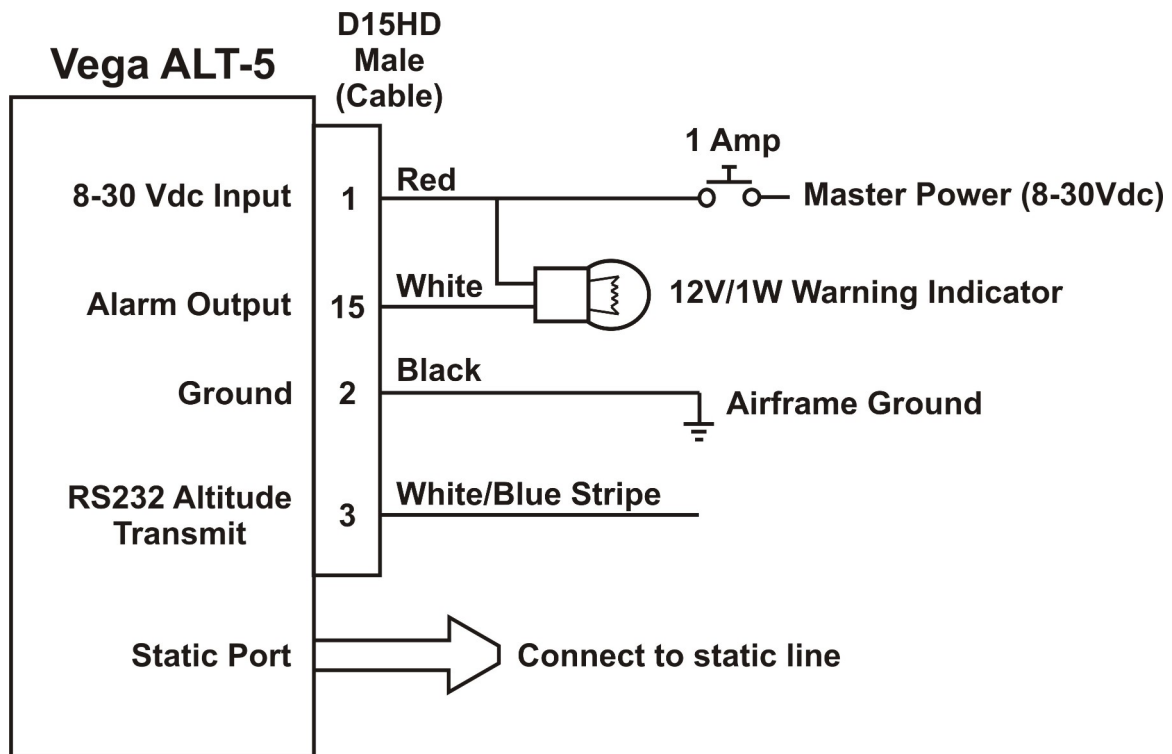 D15HD
Male
(Cable)
Vega ALT-5
1 Amp
8-30 Vdc Input
1
Red
Master Power (8-30Vdc)
Alarm Output
15
White
12V/1W Warning Indicator
Ground
2
Black
Airframe Ground
RS232 Altitude
Transmit
3
White/Blue Stripe
Static Port
Connect to static line